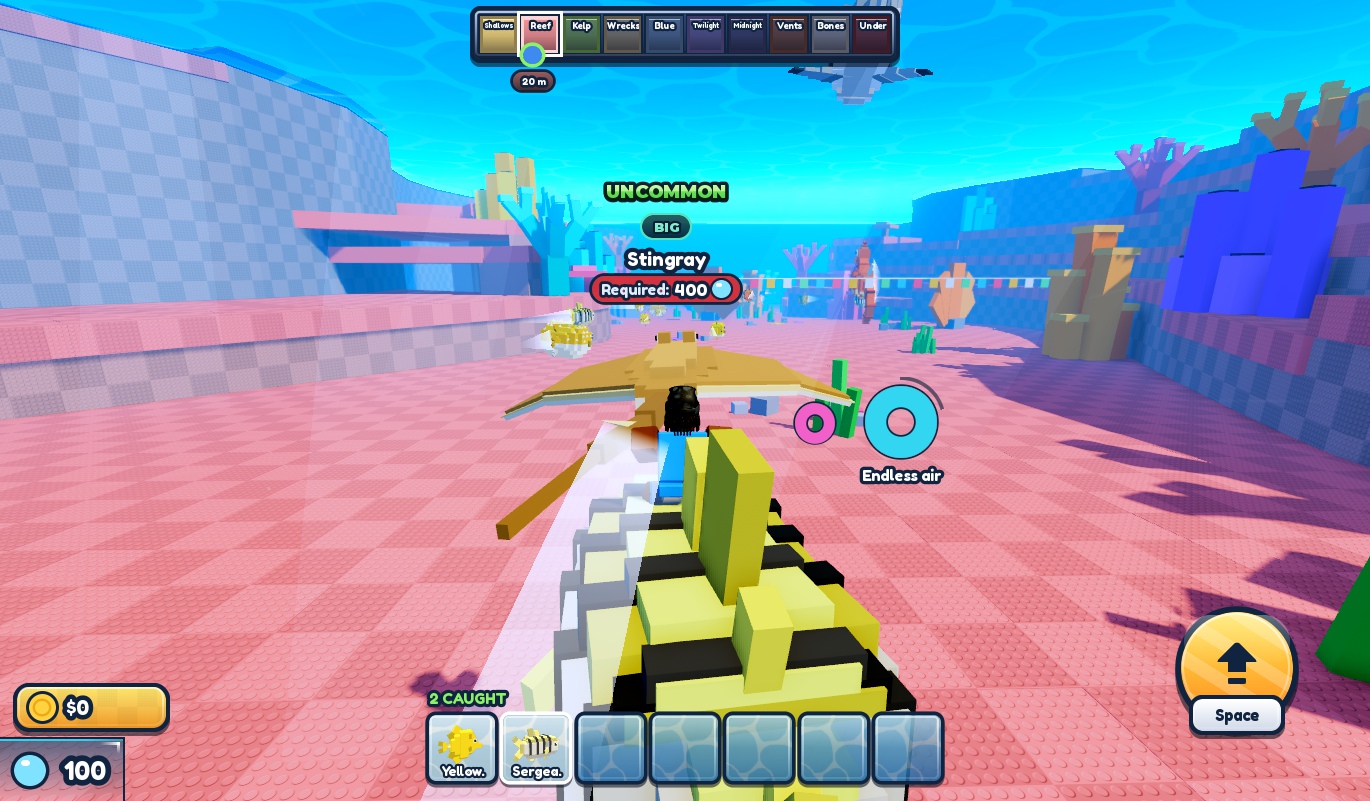 Shallows Reef Kelp Wrecks Blue Twilight Midnight Vents Bones Under
20 m
UNCOMMON
BIG
Stingray
Required: 400
Endless air
Space
$0
100
2 CAUGHT
Yellow. Sergea.